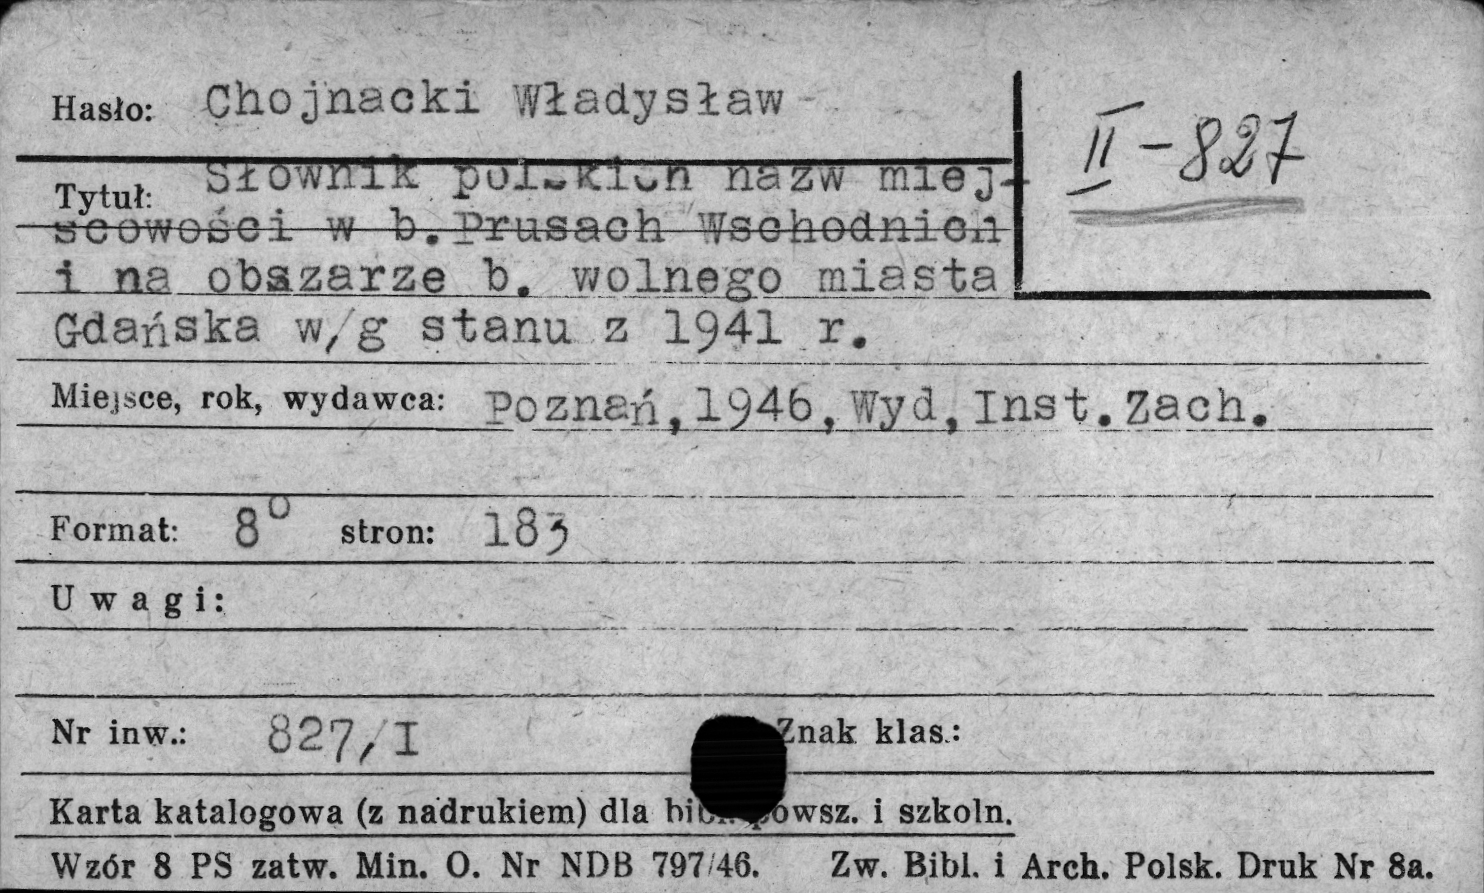 Hasło: Chojnacki Władysław
II-827
Tytuł: Słownik polskich nazw miej-
scowości w b. Prusach Wschodnich
i na obszarze b. wolnego miasta
Gdańska w/g stanu z 1941 r.
Miejsce, rok, wydawca: Poznań, 1946, Wyd, Inst. Zach.
Format: 8° stron: 183
Uwagi:
Nr inw.: 827/I Znak klas.:
Karta katalogowa (z nadrukiem) dla powsz. i szkoln.
Wzór 8 PS zatw. Min. O. Nr NDB 797/46. Zw. Bibl. i Arch. Polsk. Druk Nr 8a.